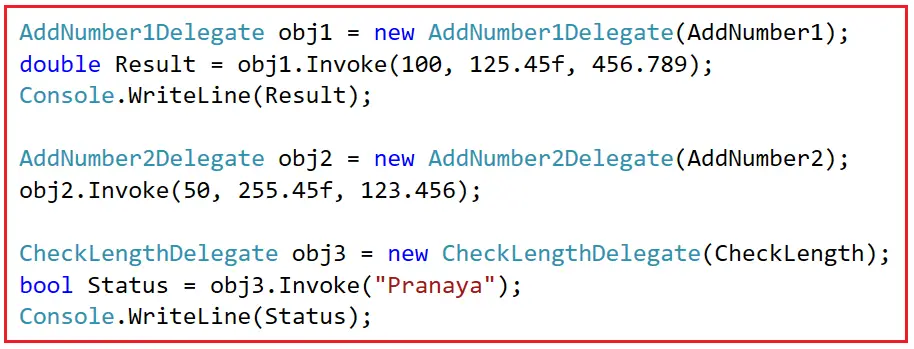 AddNumber1Delegate obj1 = new AddNumber1Delegate(AddNumber1);
double Result = obj1.Invoke(100, 125.45f, 456.789);
Console.WriteLine(Result);
AddNumber2Delegate obj2 = new AddNumber2Delegate(AddNumber2);
obj2.Invoke(50, 255.45f, 123.456);
CheckLengthDelegate obj3 = new CheckLengthDelegate(CheckLength);
bool Status = obj3.Invoke("Pranaya");
Console.WriteLine(Status);